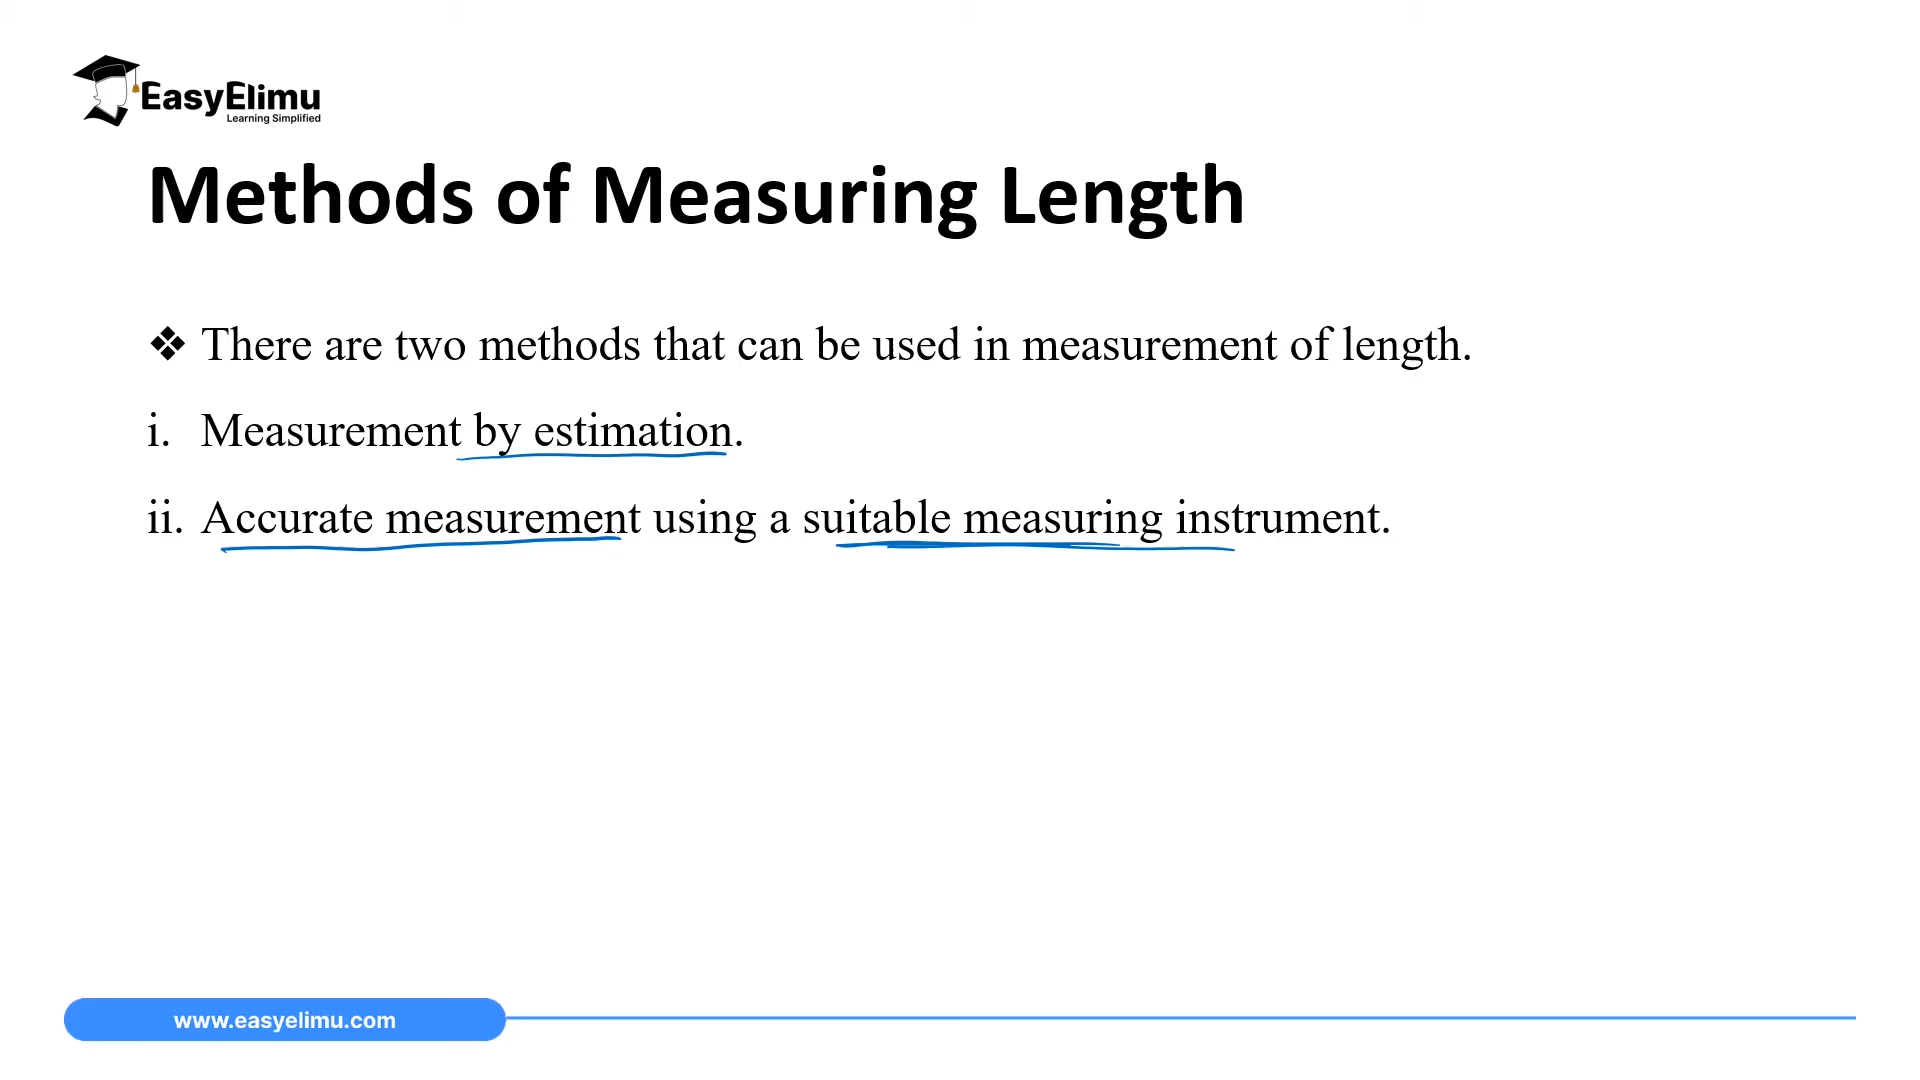 EasyElimu
Learning Simplified
Methods of Measuring Length
❖ There are two methods that can be used in measurement of length.
i. Measurement by estimation.
ii. Accurate measurement using a suitable measuring instrument.
www.easyelimu.com